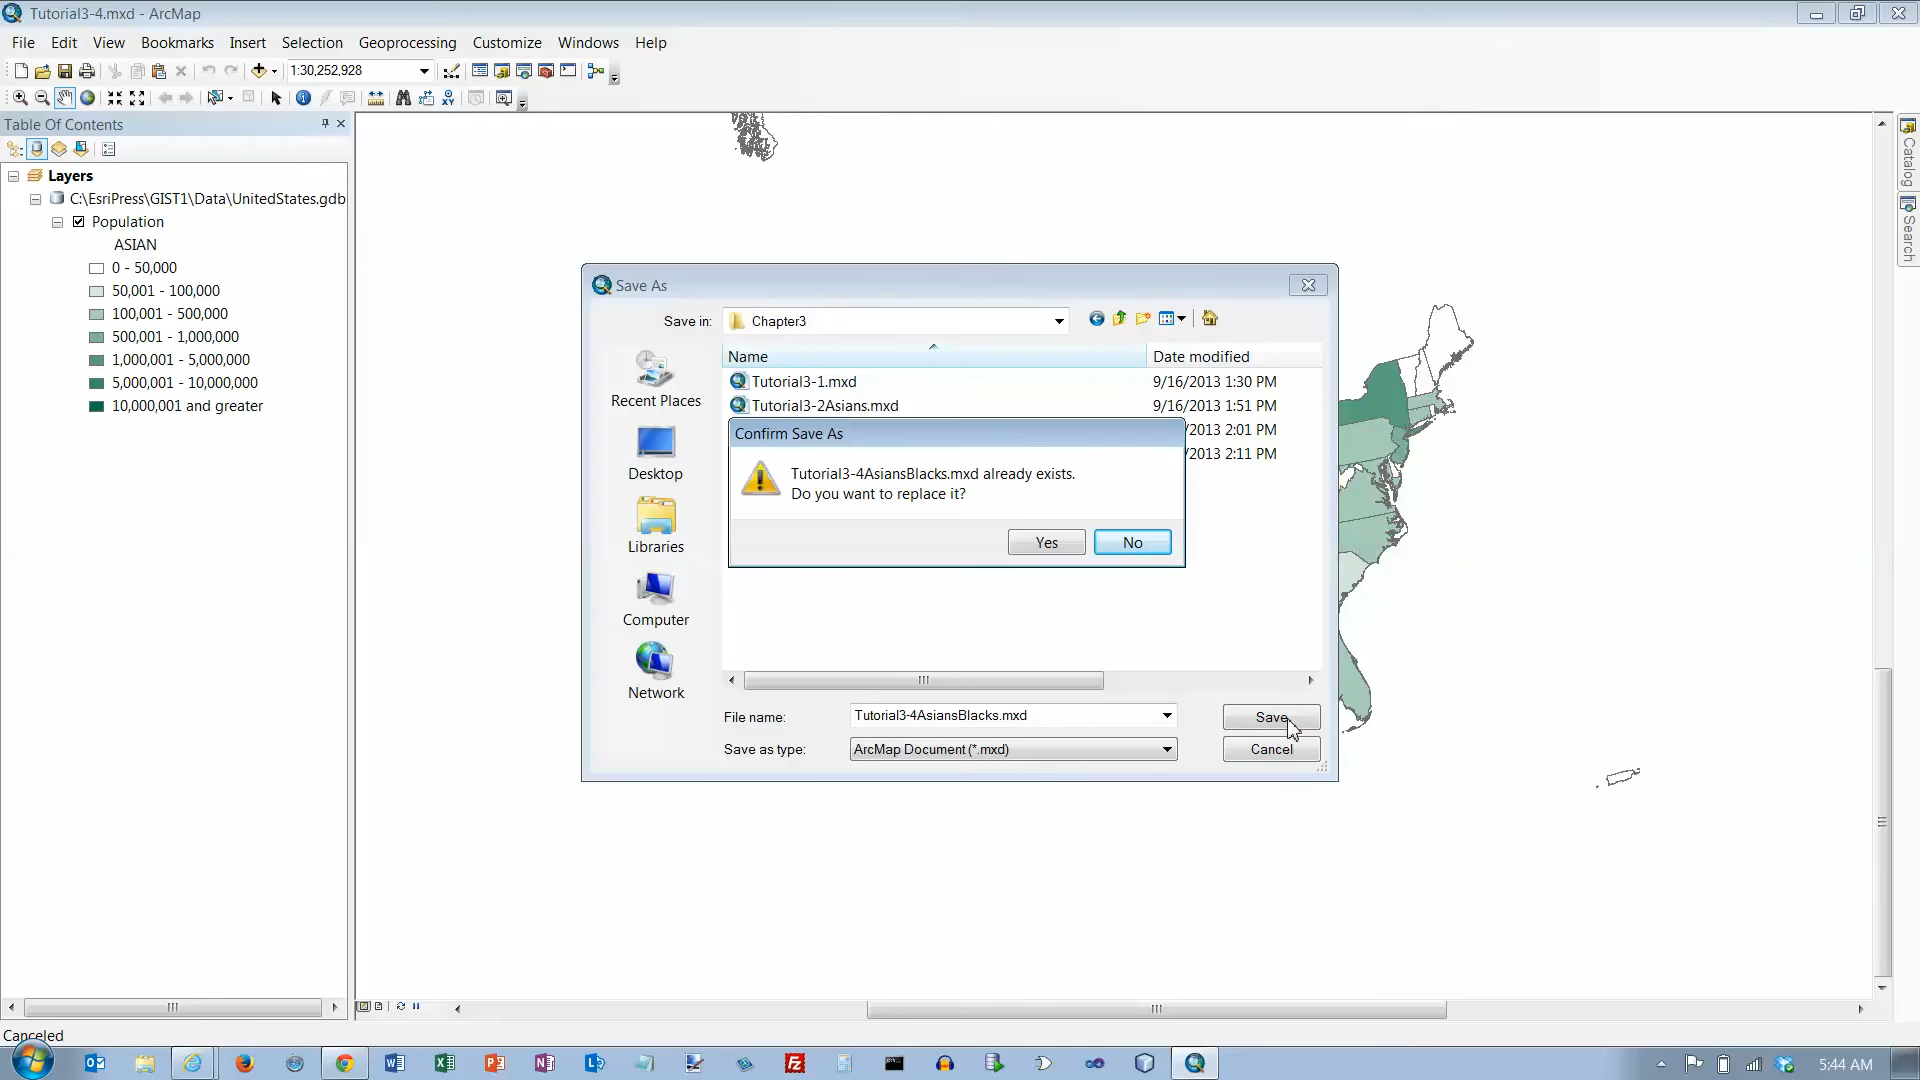 Tutorial3-4.mxd - ArcMap
File Edit View Bookmarks Insert Selection Geoprocessing Customize Windows Help
1:30,252,928
Table Of Contents
Layers
C:\EsriPress\GIST1\Data\UnitedStates.gdb
Population
ASIAN
0 - 50,000
50,001 - 100,000
100,001 - 500,000
500,001 - 1,000,000
1,000,001 - 5,000,000
5,000,001 - 10,000,000
10,000,001 and greater
Catalog
Search
Save As
Save in: Chapter3
Name Date modified
Tutorial3-1.mxd 9/16/2013 1:30 PM
Tutorial3-2Asians.mxd 9/16/2013 1:51 PM
/2013 2:01 PM
/2013 2:11 PM
Recent Places
Desktop
Libraries
Computer
Network
Confirm Save As
Tutorial3-4AsiansBlacks.mxd already exists.
Do you want to replace it?
Yes No
File name: Tutorial3-4AsiansBlacks.mxd Save
Save as type: ArcMap Document (*.mxd) Cancel
Canceled
5:44 AM